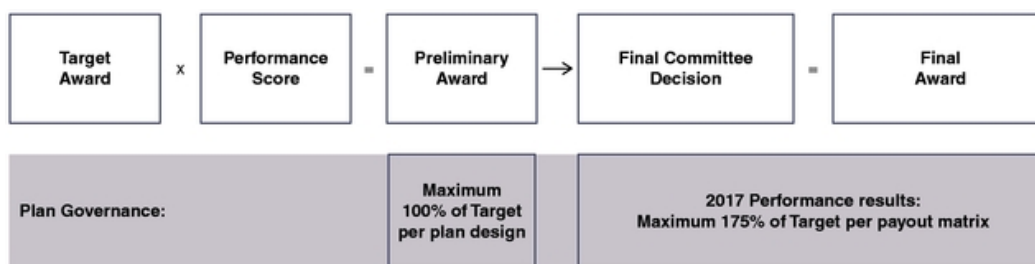 Target
Award
x
Performance
Score
=
Preliminary
Award
→
Final Committee
Decision
=
Final
Award
Plan Governance:
Maximum
100% of Target
per plan design
2017 Performance results:
Maximum 175% of Target per payout matrix